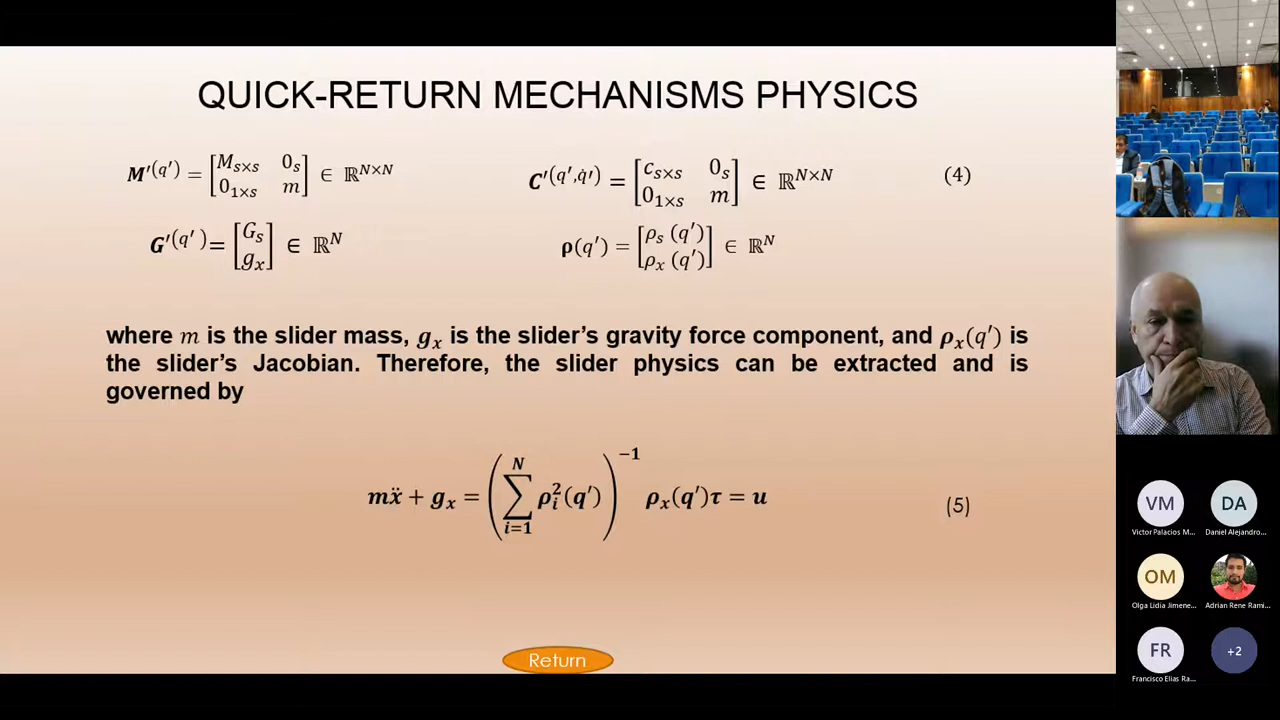 QUICK-RETURN MECHANISMS PHYSICS
M′(q′) = [M_{s×s} 0_s; 0_{1×s} m] ∈ ℝ^{N×N} C′(q′,q̇′) = [c_{s×s} 0_s; 0_{1×s} m] ∈ ℝ^{N×N} (4)
G′(q′) = [G_s; g_x] ∈ ℝ^N ρ(q′) = [ρ_s (q′); ρ_x (q′)] ∈ ℝ^N
where m is the slider mass, g_x is the slider's gravity force component, and ρ_x(q′) is
the slider's Jacobian. Therefore, the slider physics can be extracted and is
governed by
mẍ + g_x = (∑_{i=1}^{N} ρ_i^2(q′))^{−1} ρ_x(q′)τ = u (5)
Return
VM DA
Victor Palacios M... Daniel Alejandro...
OM
Olga Lidia Jimene... Adrian Rene Rami...
FR +2
Francisco Elias Ra...